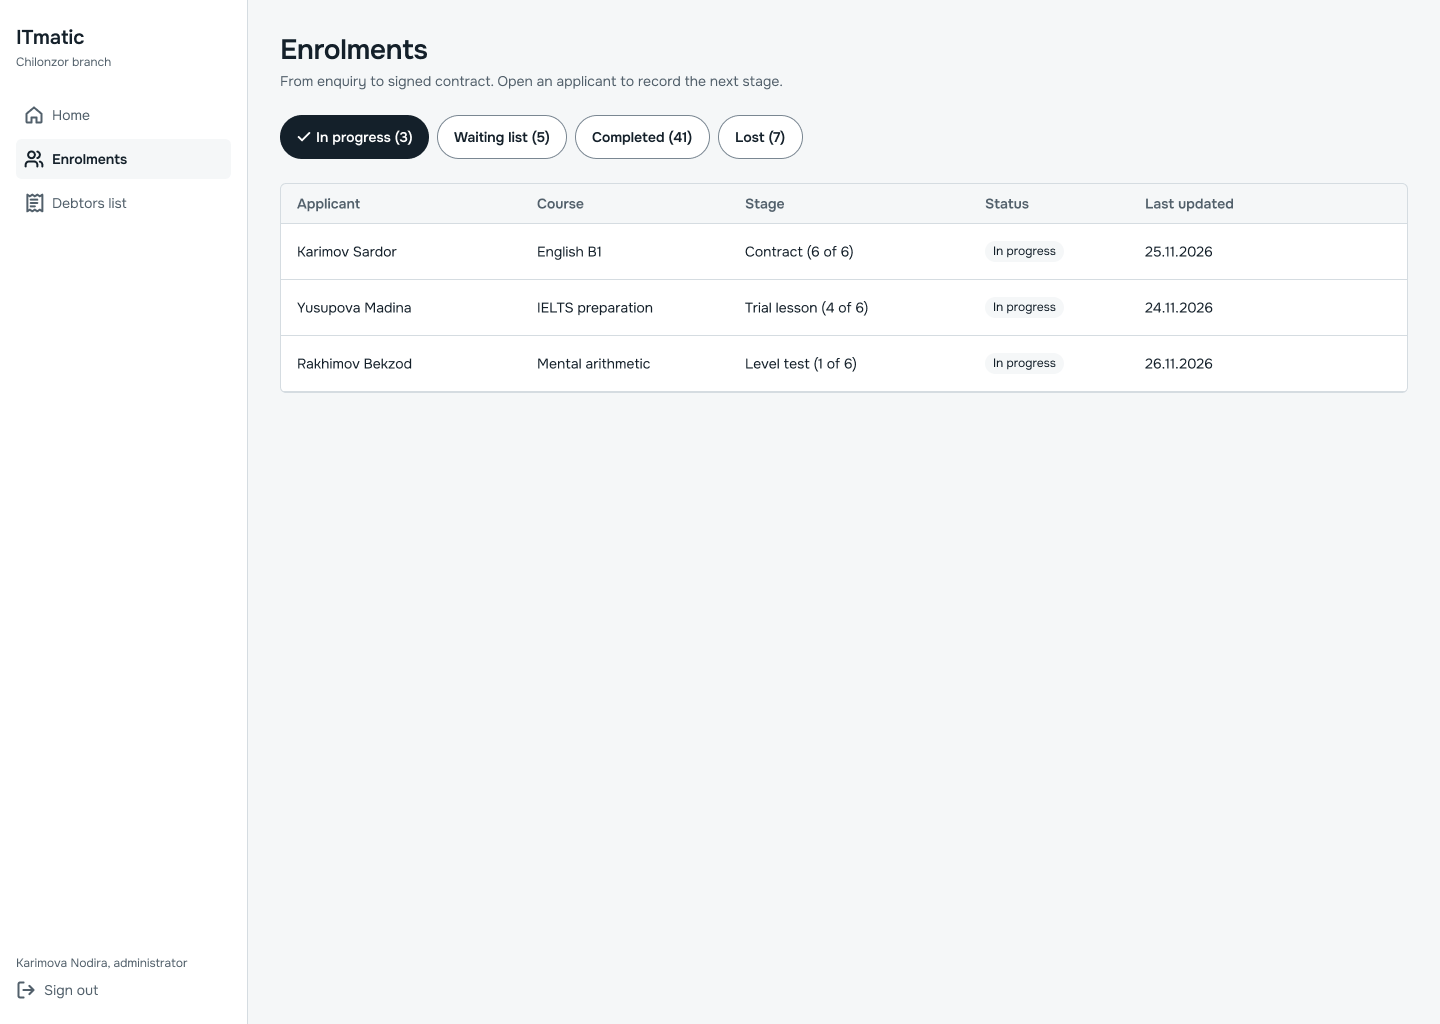 ITmatic
Chilonzor branch
Home
Enrolments
Debtors list
Karimova Nodira, administrator
Sign out
Enrolments
From enquiry to signed contract. Open an applicant to record the next stage.
In progress (3) Waiting list (5) Completed (41) Lost (7)
Applicant Course Stage Status Last updated
Karimov Sardor English B1 Contract (6 of 6) In progress 25.11.2026
Yusupova Madina IELTS preparation Trial lesson (4 of 6) In progress 24.11.2026
Rakhimov Bekzod Mental arithmetic Level test (1 of 6) In progress 26.11.2026